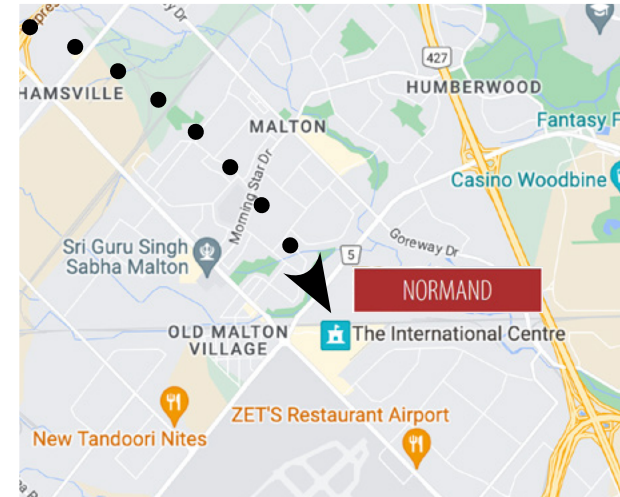 427
HAMSVILLE
HUMBERWOOD
MALTON
Fantasy F
Casino Woodbine
Morning Star Dr
Goreway Dr
Sri Guru Singh
Sabha Malton
5
NORMAND
OLD MALTON
VILLAGE
The International Centre
ZET'S Restaurant Airport
New Tandoori Nites